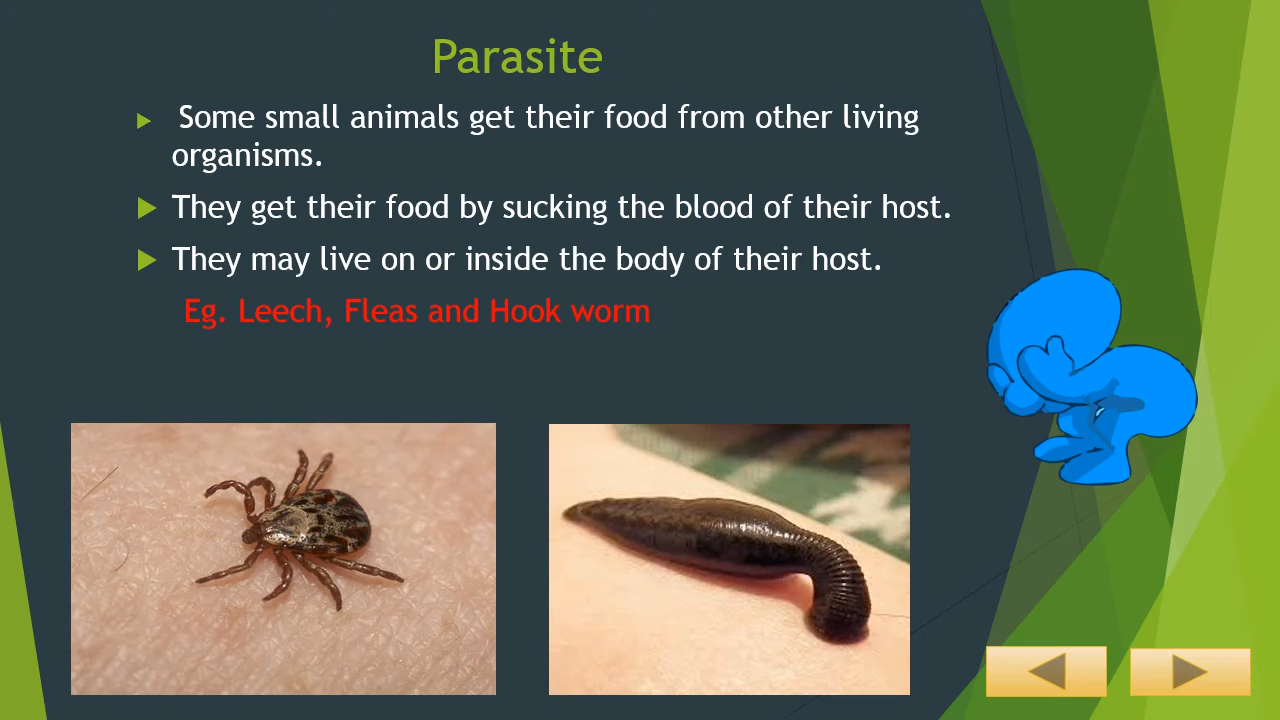 Parasite
Some small animals get their food from other living
organisms.
They get their food by sucking the blood of their host.
They may live on or inside the body of their host.
Eg. Leech, Fleas and Hook worm